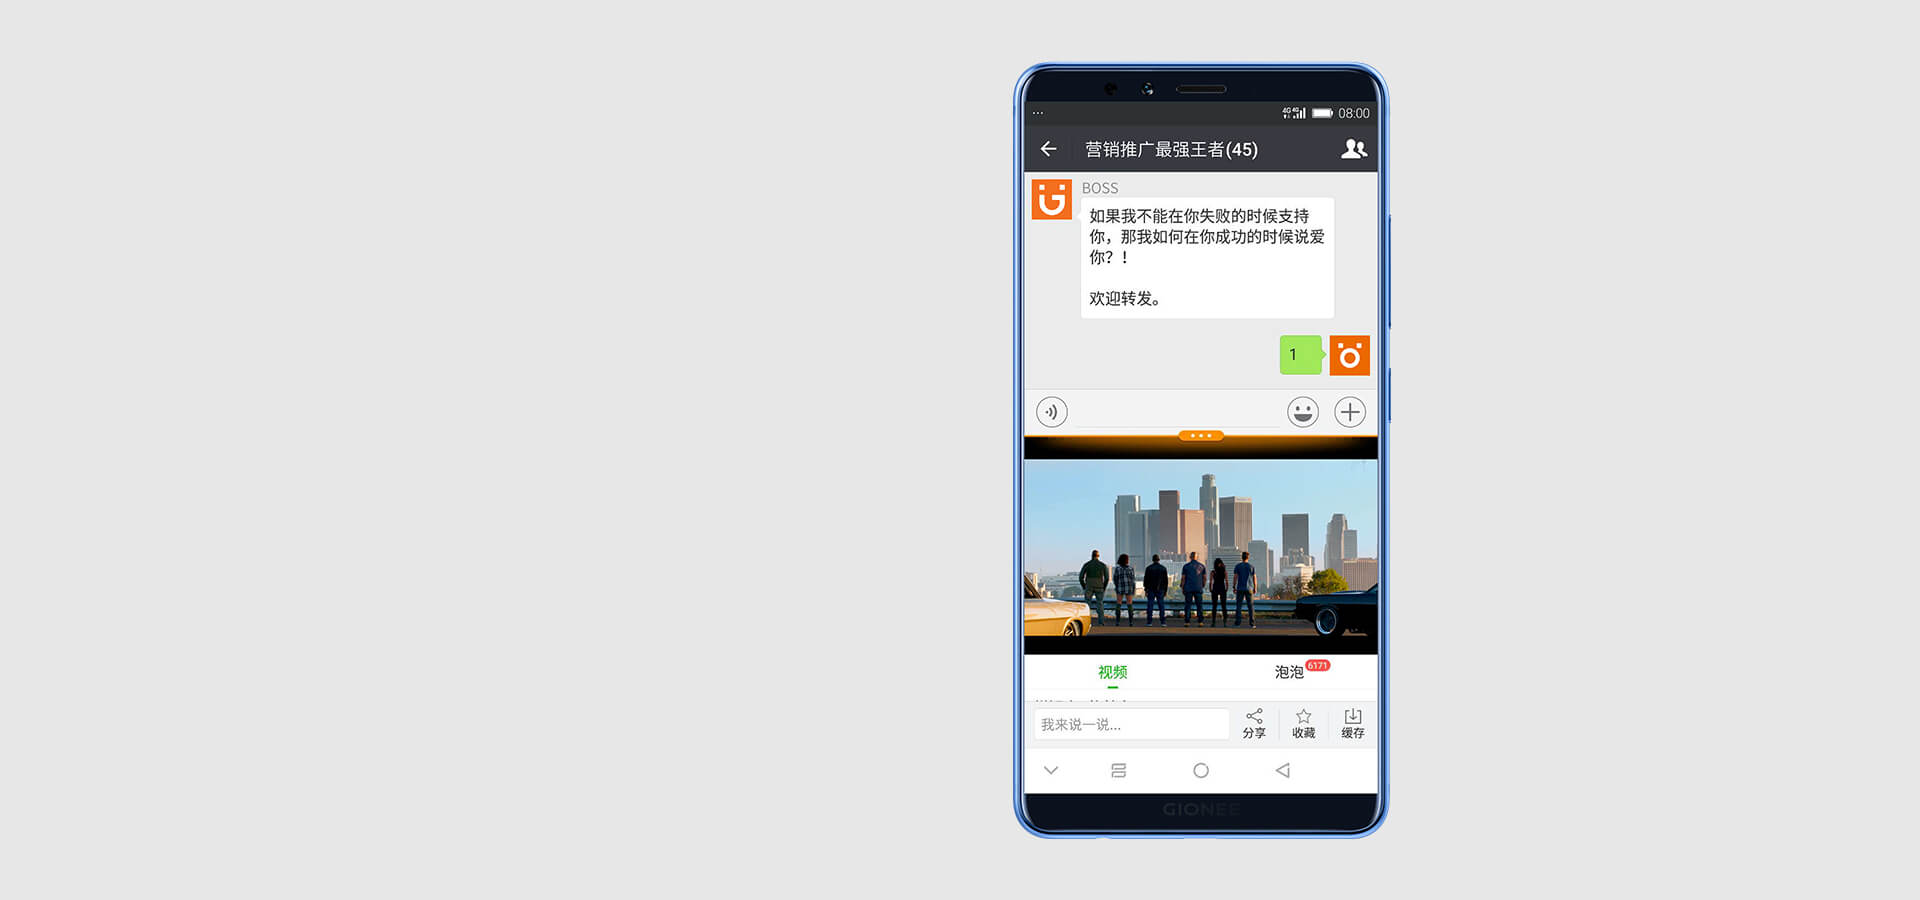 4G 4G 08:00
营销推广最强王者(45)
BOSS
如果我不能在你失败的时候支持
你，那我如何在你成功的时候说爱
你？！
欢迎转发。
1
视频
泡泡 6171
我来说一说...
分享
收藏
缓存
GIONEE